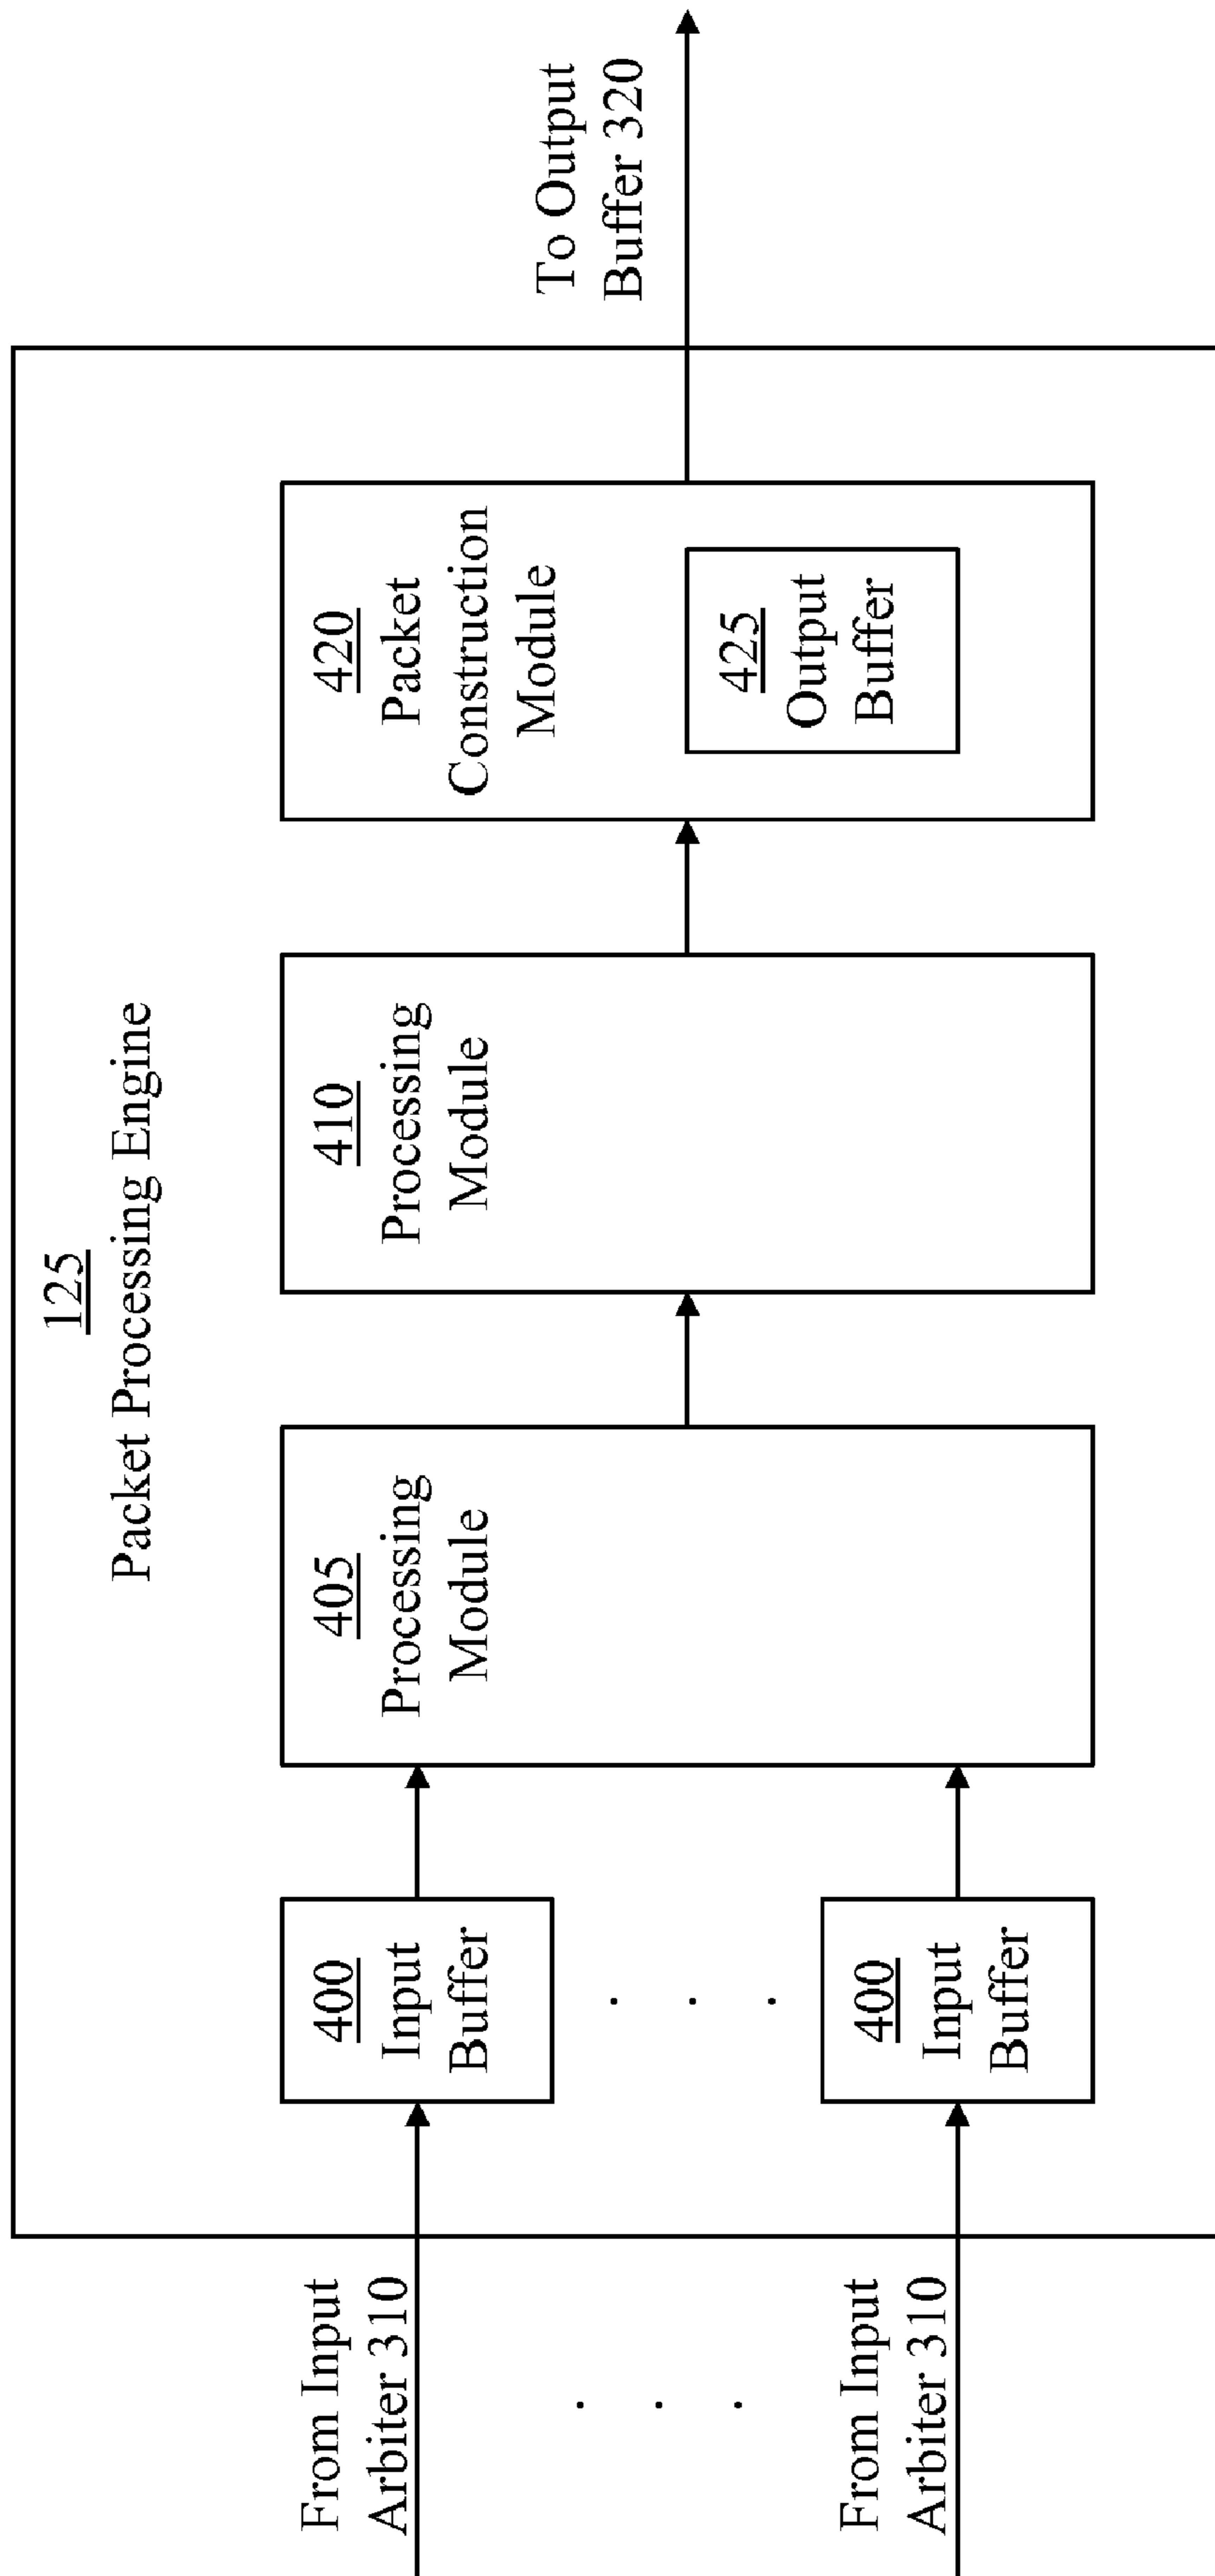 125
Packet Processing Engine
From Input
Arbiter 310
400
Input
Buffer
405
Processing
Module
410
Processing
Module
420
Packet
Construction
Module
425
Output
Buffer
To Output
Buffer 320
. . .
From Input
Arbiter 310
. . .
400
Input
Buffer